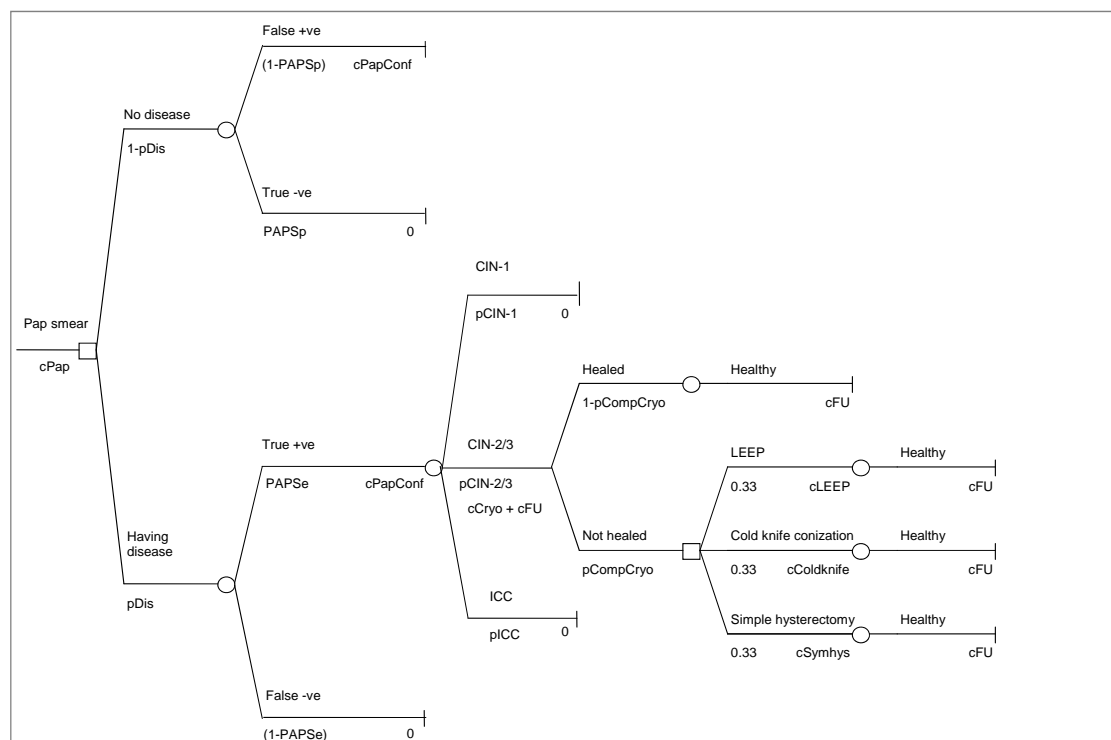 False +ve
(1-PAPSp) cPapConf
No disease
1-pDis
True -ve
PAPSp 0
Pap smear
cPap
CIN-1
pCIN-1 0
Healed Healthy
1-pCompCryo cFU
True +ve
PAPSe cPapConf
CIN-2/3
pCIN-2/3
cCryo + cFU
LEEP Healthy
0.33 cLEEP cFU
Having
disease
pDis
Not healed
pCompCryo
Cold knife conization Healthy
0.33 cColdknife cFU
ICC
pICC 0
Simple hysterectomy Healthy
0.33 cSymhys cFU
False -ve
(1-PAPSe) 0